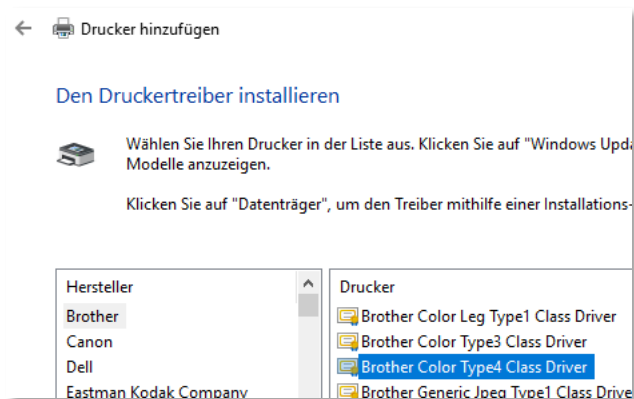 Drucker hinzufügen
Den Druckertreiber installieren
Wählen Sie Ihren Drucker in der Liste aus. Klicken Sie auf "Windows
Modelle anzuzeigen.
Klicken Sie auf "Datenträger", um den Treiber mithilfe einer Installations-
Hersteller
Brother
Canon
Dell
Eastman Kodak Company
Drucker
Brother Color Leg Type1 Class Driver
Brother Color Type3 Class Driver
Brother Color Type4 Class Driver
Brother Generic Jpeg Type1 Class